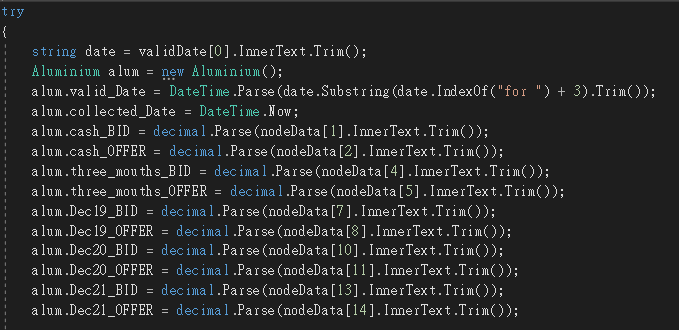 try
{
string date = validDate[0].InnerText.Trim();
Aluminium alum = new Aluminium();
alum.valid_Date = DateTime.Parse(date.Substring(date.IndexOf("for ") + 3).Trim());
alum.collected_Date = DateTime.Now;
alum.cash_BID = decimal.Parse(nodeData[1].InnerText.Trim());
alum.cash_OFFER = decimal.Parse(nodeData[2].InnerText.Trim());
alum.three_mouths_BID = decimal.Parse(nodeData[4].InnerText.Trim());
alum.three_mouths_OFFER = decimal.Parse(nodeData[5].InnerText.Trim());
alum.Dec19_BID = decimal.Parse(nodeData[7].InnerText.Trim());
alum.Dec19_OFFER = decimal.Parse(nodeData[8].InnerText.Trim());
alum.Dec20_BID = decimal.Parse(nodeData[10].InnerText.Trim());
alum.Dec20_OFFER = decimal.Parse(nodeData[11].InnerText.Trim());
alum.Dec21_BID = decimal.Parse(nodeData[13].InnerText.Trim());
alum.Dec21_OFFER = decimal.Parse(nodeData[14].InnerText.Trim());